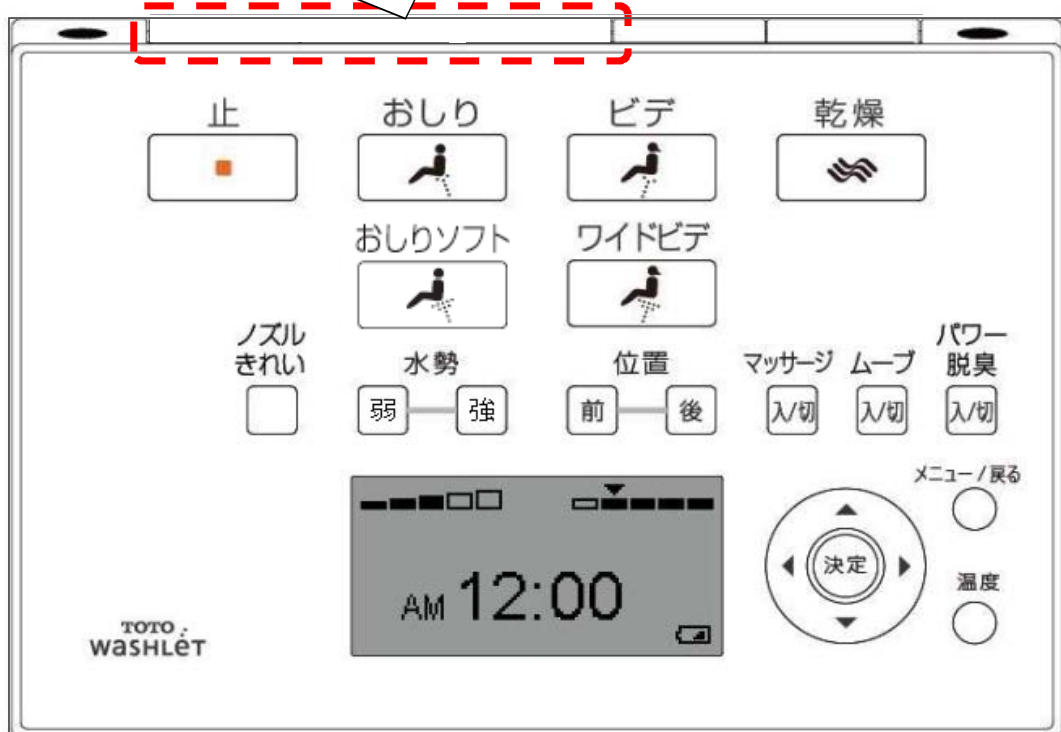 止
おしり
ビデ
乾燥
おしりソフト
ワイドビデ
ノズル
きれい
水勢
弱
強
位置
前
後
マッサージ
入/切
ムーブ
入/切
パワー
脱臭
入/切
メニュー/戻る
決定
温度
AM 12:00
TOTO
WASHLET